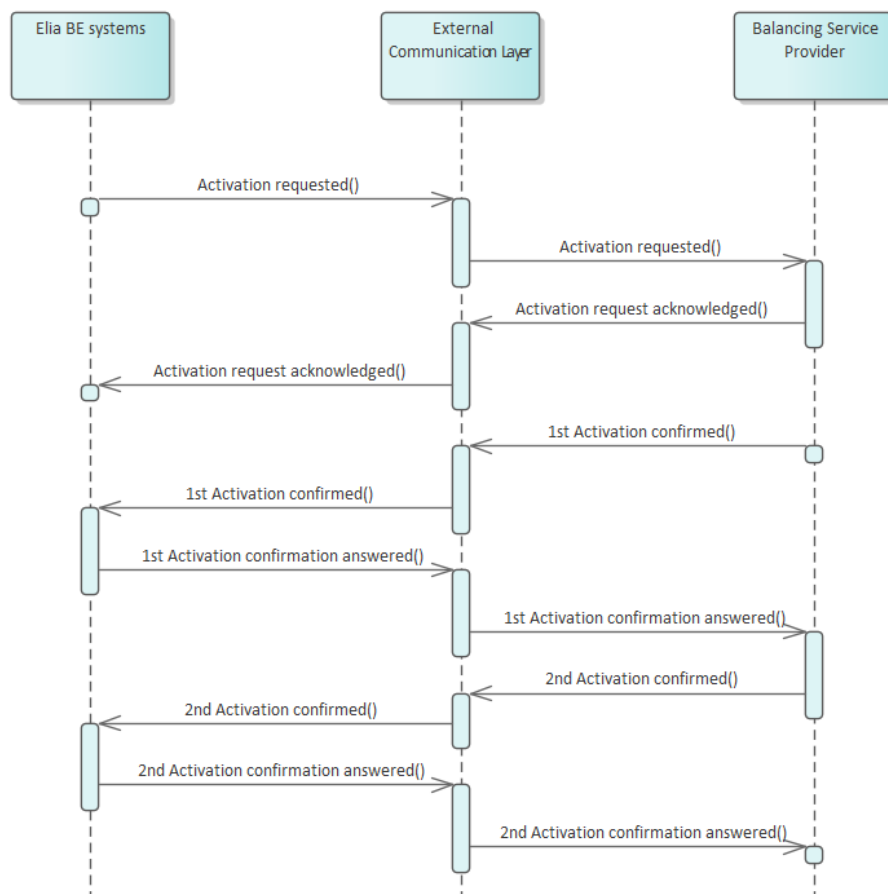 Elia BE systems
External
Communication Layer
Balancing Service
Provider
Activation requested()
Activation requested()
Activation request acknowledged()
Activation request acknowledged()
1st Activation confirmed()
1st Activation confirmed()
1st Activation confirmation answered()
1st Activation confirmation answered()
2nd Activation confirmed()
2nd Activation confirmed()
2nd Activation confirmation answered()
2nd Activation confirmation answered()